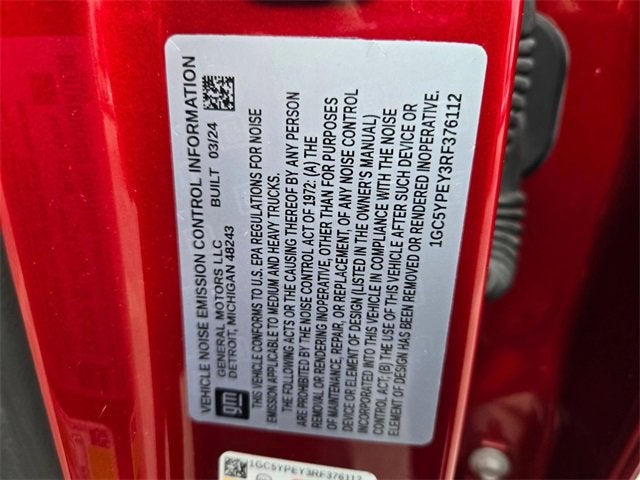 VEHICLE NOISE EMISSION CONTROL INFORMATION
gm
GENERAL MOTORS LLC BUILT 03/24
DETROIT, MICHIGAN 48243
THIS VEHICLE CONFORMS TO U.S. EPA REGULATIONS FOR NOISE
EMISSION APPLICABLE TO MEDIUM AND HEAVY TRUCKS.
THE FOLLOWING ACTS OR THE CAUSING THEREOF BY ANY PERSON
ARE PROHIBITED BY THE NOISE CONTROL ACT OF 1972: (A) THE
REMOVAL OR RENDERING INOPERATIVE, OTHER THAN FOR PURPOSES
OF MAINTENANCE, REPAIR, OR REPLACEMENT, OF ANY NOISE CONTROL
DEVICE OR ELEMENT OF DESIGN (LISTED IN THE OWNER'S MANUAL)
INCORPORATED INTO THIS VEHICLE IN COMPLIANCE WITH THE NOISE
CONTROL ACT; (B) THE USE OF THIS VEHICLE AFTER SUCH DEVICE OR
ELEMENT OF DESIGN HAS BEEN REMOVED OR RENDERED INOPERATIVE.
1GC5YPEY3RF376112
1GC5YPEY3RF376112